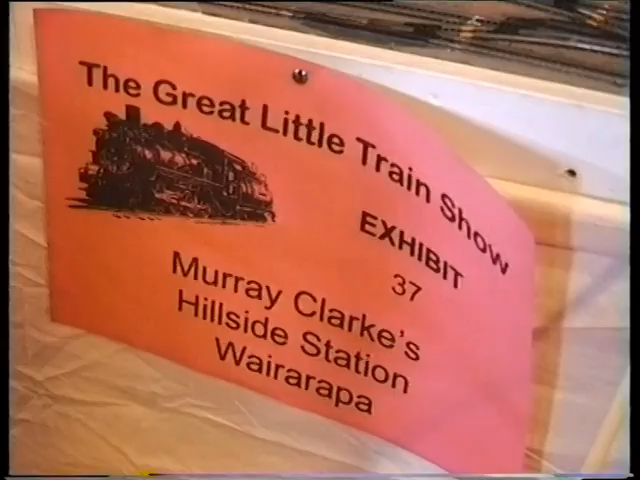 The Great Little Train Show
EXHIBIT
37
Murray Clarke's
Hillside Station
Wairarapa